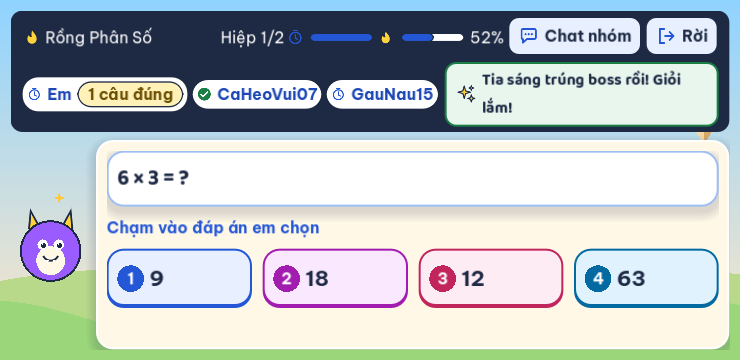 Rồng Phân Số
Hiệp 1/2
52%
Chat nhóm
Rời
Em
1 câu đúng
CaHeoVui07
GauNau15
Tia sáng trúng boss rồi! Giỏi
lắm!
6 × 3 = ?
Chạm vào đáp án em chọn
1 9
2 18
3 12
4 63